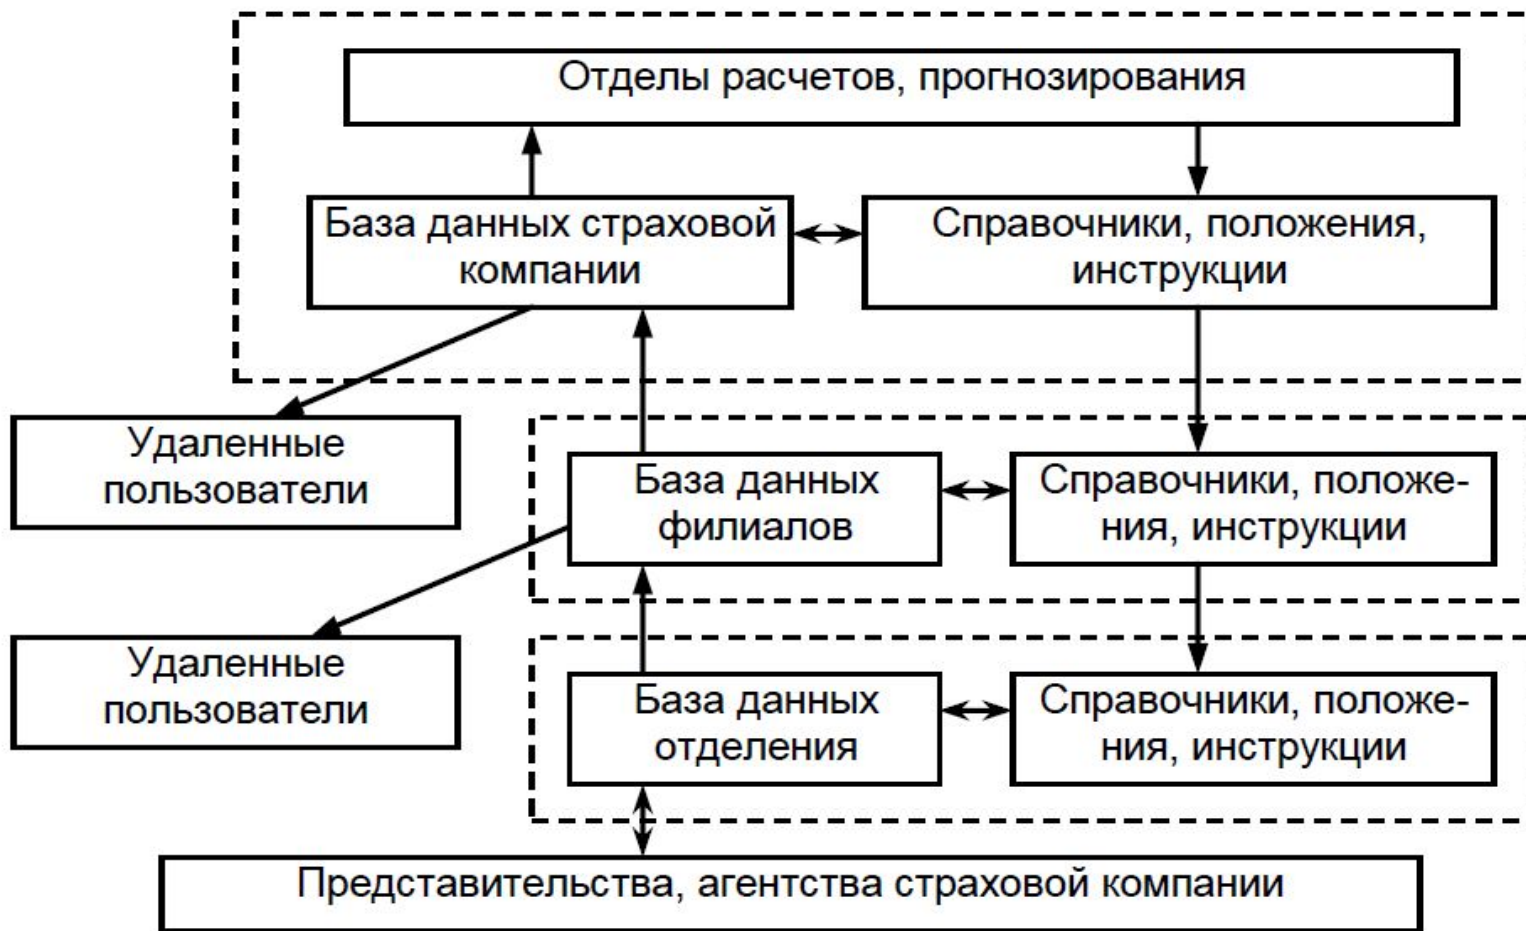 Отделы расчетов, прогнозирования
База данных страховой
компании
Справочники, положения,
инструкции
Удаленные
пользователи
База данных
филиалов
Справочники, положе-
ния, инструкции
Удаленные
пользователи
База данных
отделения
Справочники, положе-
ния, инструкции
Представительства, агентства страховой компании